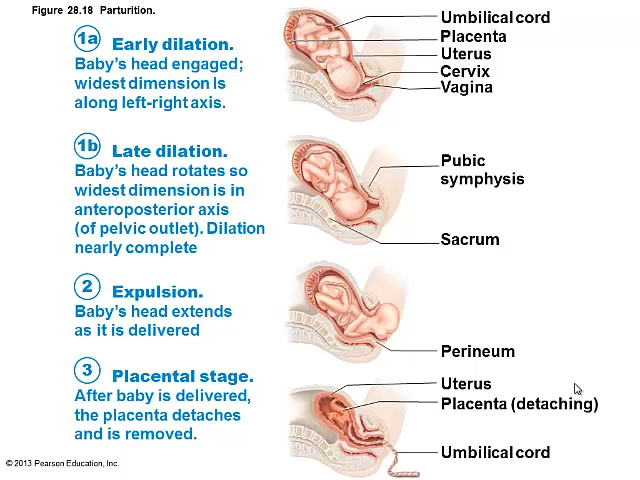 Figure 28.18 Parturition.
1a Early dilation.
Baby's head engaged;
widest dimension Is
along left-right axis.
Umbilical cord
Placenta
Uterus
Cervix
Vagina
1b Late dilation.
Baby's head rotates so
widest dimension is in
anteroposterior axis
(of pelvic outlet). Dilation
nearly complete
Pubic
symphysis
Sacrum
2 Expulsion.
Baby's head extends
as it is delivered
Perineum
3 Placental stage.
After baby is delivered,
the placenta detaches
and is removed.
Uterus
Placenta (detaching)
Umbilical cord
© 2013 Pearson Education, Inc.